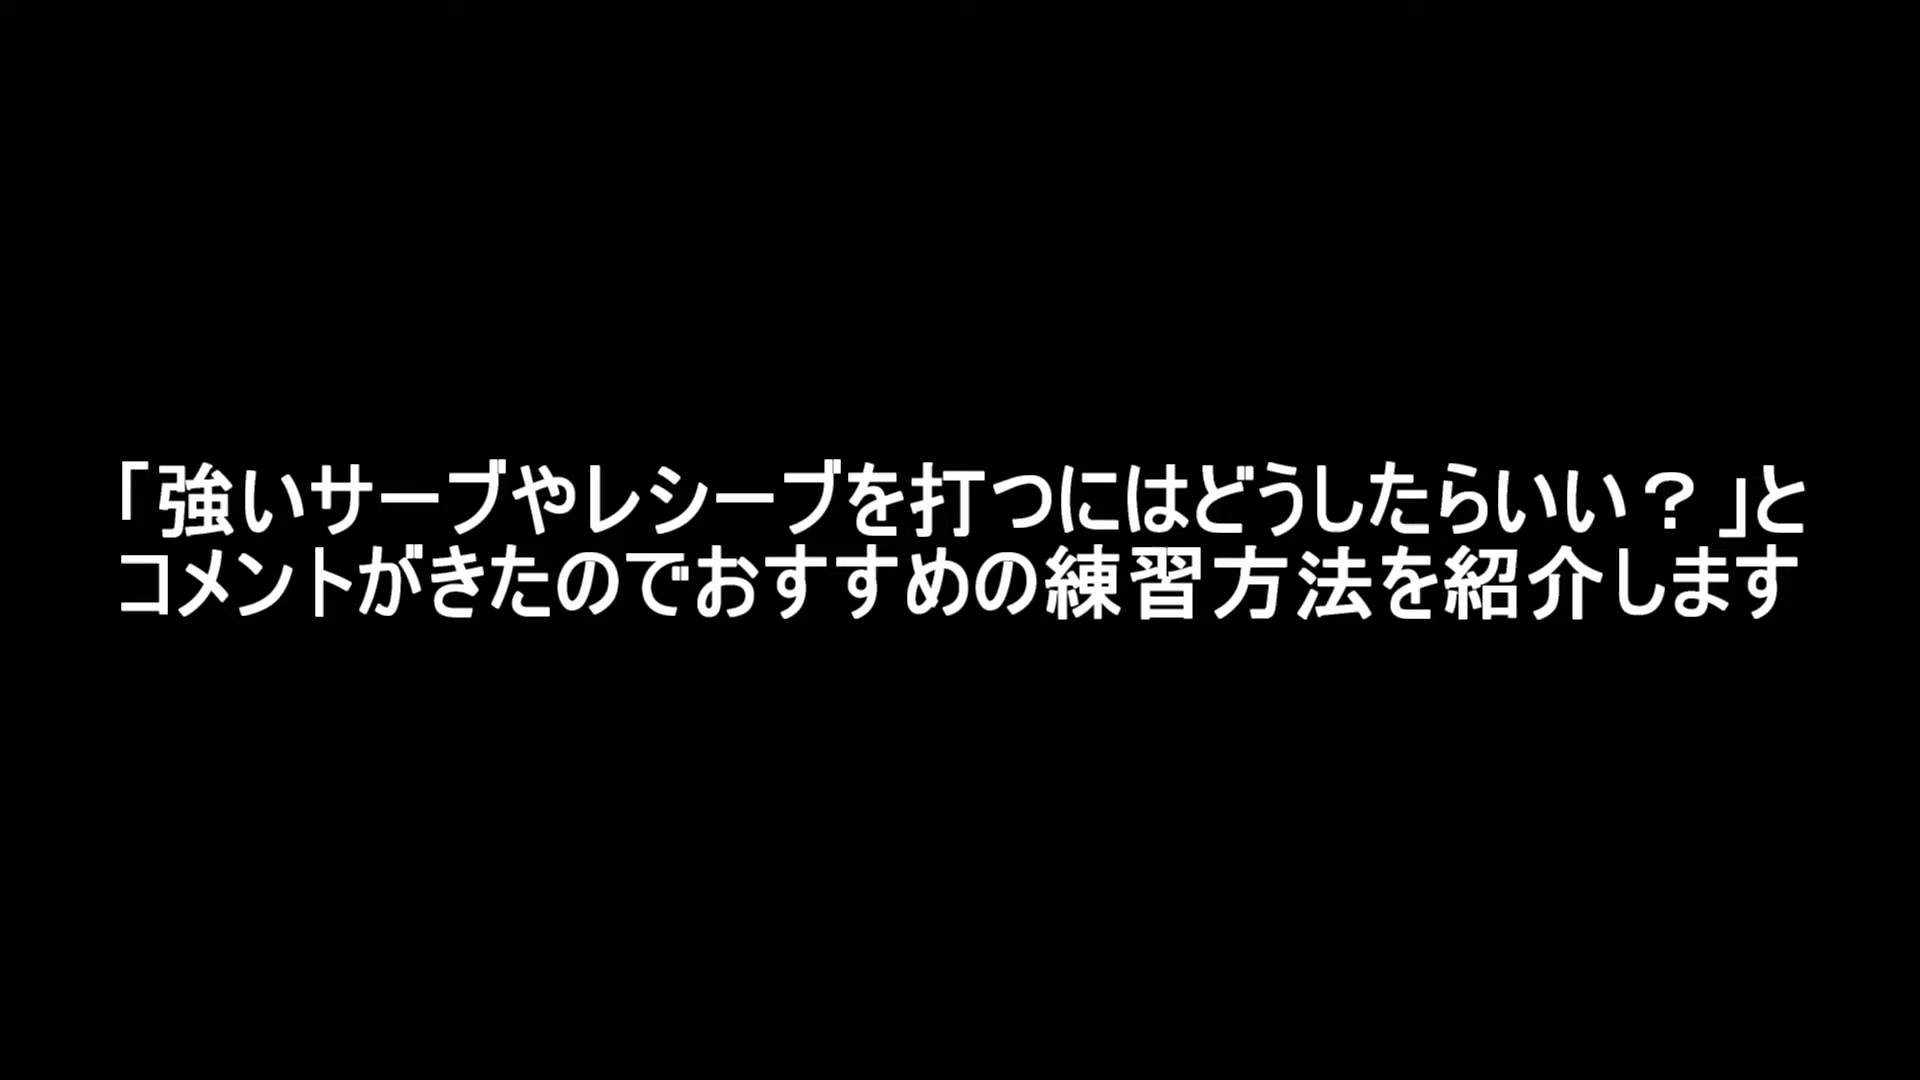 「強いサーブやレシーブを打つにはどうしたらいい？」と
コメントがきたのでおすすめの練習方法を紹介します